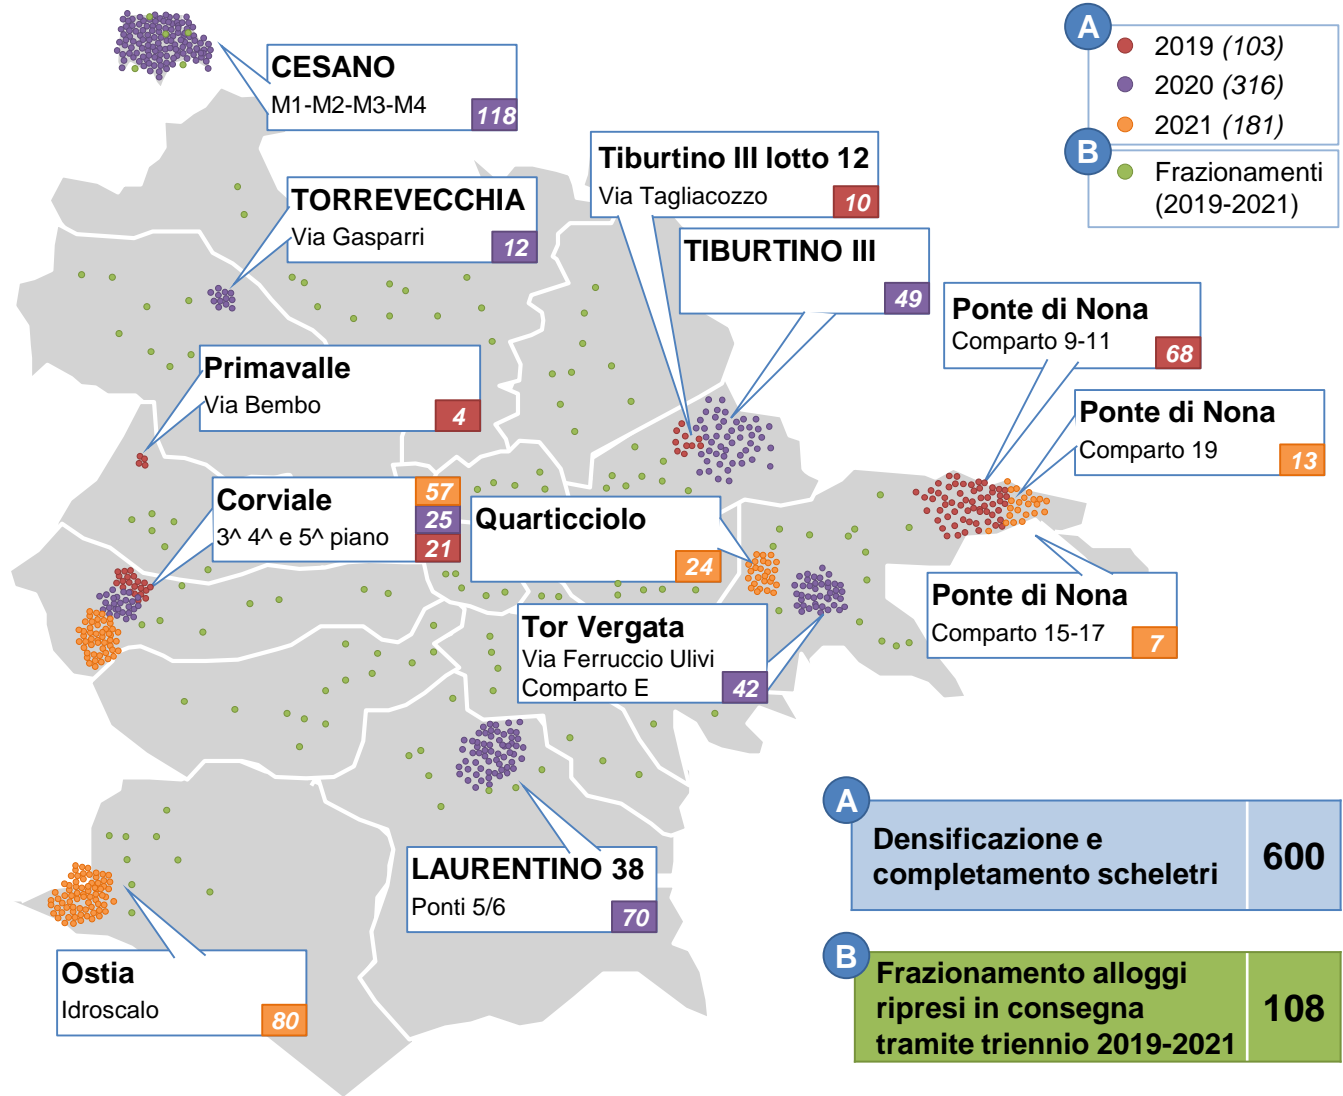 CESANO
M1-M2-M3-M4
118
A
2019 (103)
2020 (316)
2021 (181)
B
Frazionamenti
(2019-2021)
Tiburtino III lotto 12
Via Tagliacozzo
10
TORREVECCHIA
Via Gasparri
12
TIBURTINO III
49
Ponte di Nona
Comparto 9-11
68
Primavalle
Via Bembo
4
Ponte di Nona
Comparto 19
13
Corviale
3^ 4^ e 5^ piano
57
25
21
Quarticciolo
24
Ponte di Nona
Comparto 15-17
7
Tor Vergata
Via Ferruccio Ulivi
Comparto E
42
LAURENTINO 38
Ponti 5/6
70
Ostia
Idroscalo
80
A
Densificazione e
completamento scheletri
600
B
Frazionamento alloggi
ripresi in consegna
tramite triennio 2019-2021
108